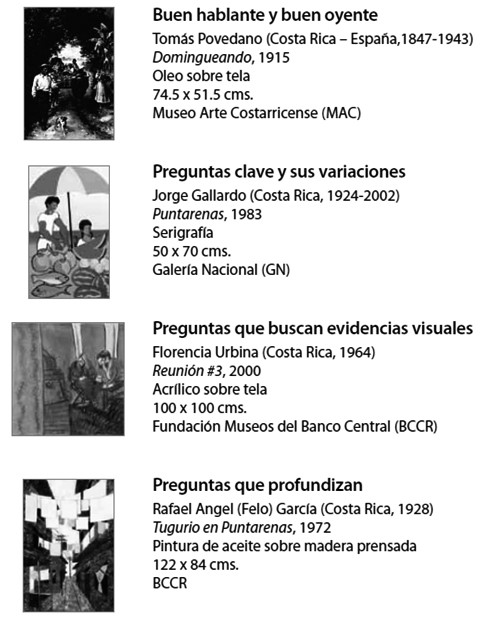 Buen hablante y buen oyente
Tomás Povedano (Costa Rica – España,1847-1943)
Domingueando, 1915
Oleo sobre tela
74.5 x 51.5 cms.
Museo Arte Costarricense (MAC)
Preguntas clave y sus variaciones
Jorge Gallardo (Costa Rica, 1924-2002)
Puntarenas, 1983
Serigrafía
50 x 70 cms.
Galería Nacional (GN)
Preguntas que buscan evidencias visuales
Florencia Urbina (Costa Rica, 1964)
Reunión #3, 2000
Acrílico sobre tela
100 x 100 cms.
Fundación Museos del Banco Central (BCCR)
Preguntas que profundizan
Rafael Angel (Felo) García (Costa Rica, 1928)
Tugurio en Puntarenas, 1972
Pintura de aceite sobre madera prensada
122 x 84 cms.
BCCR